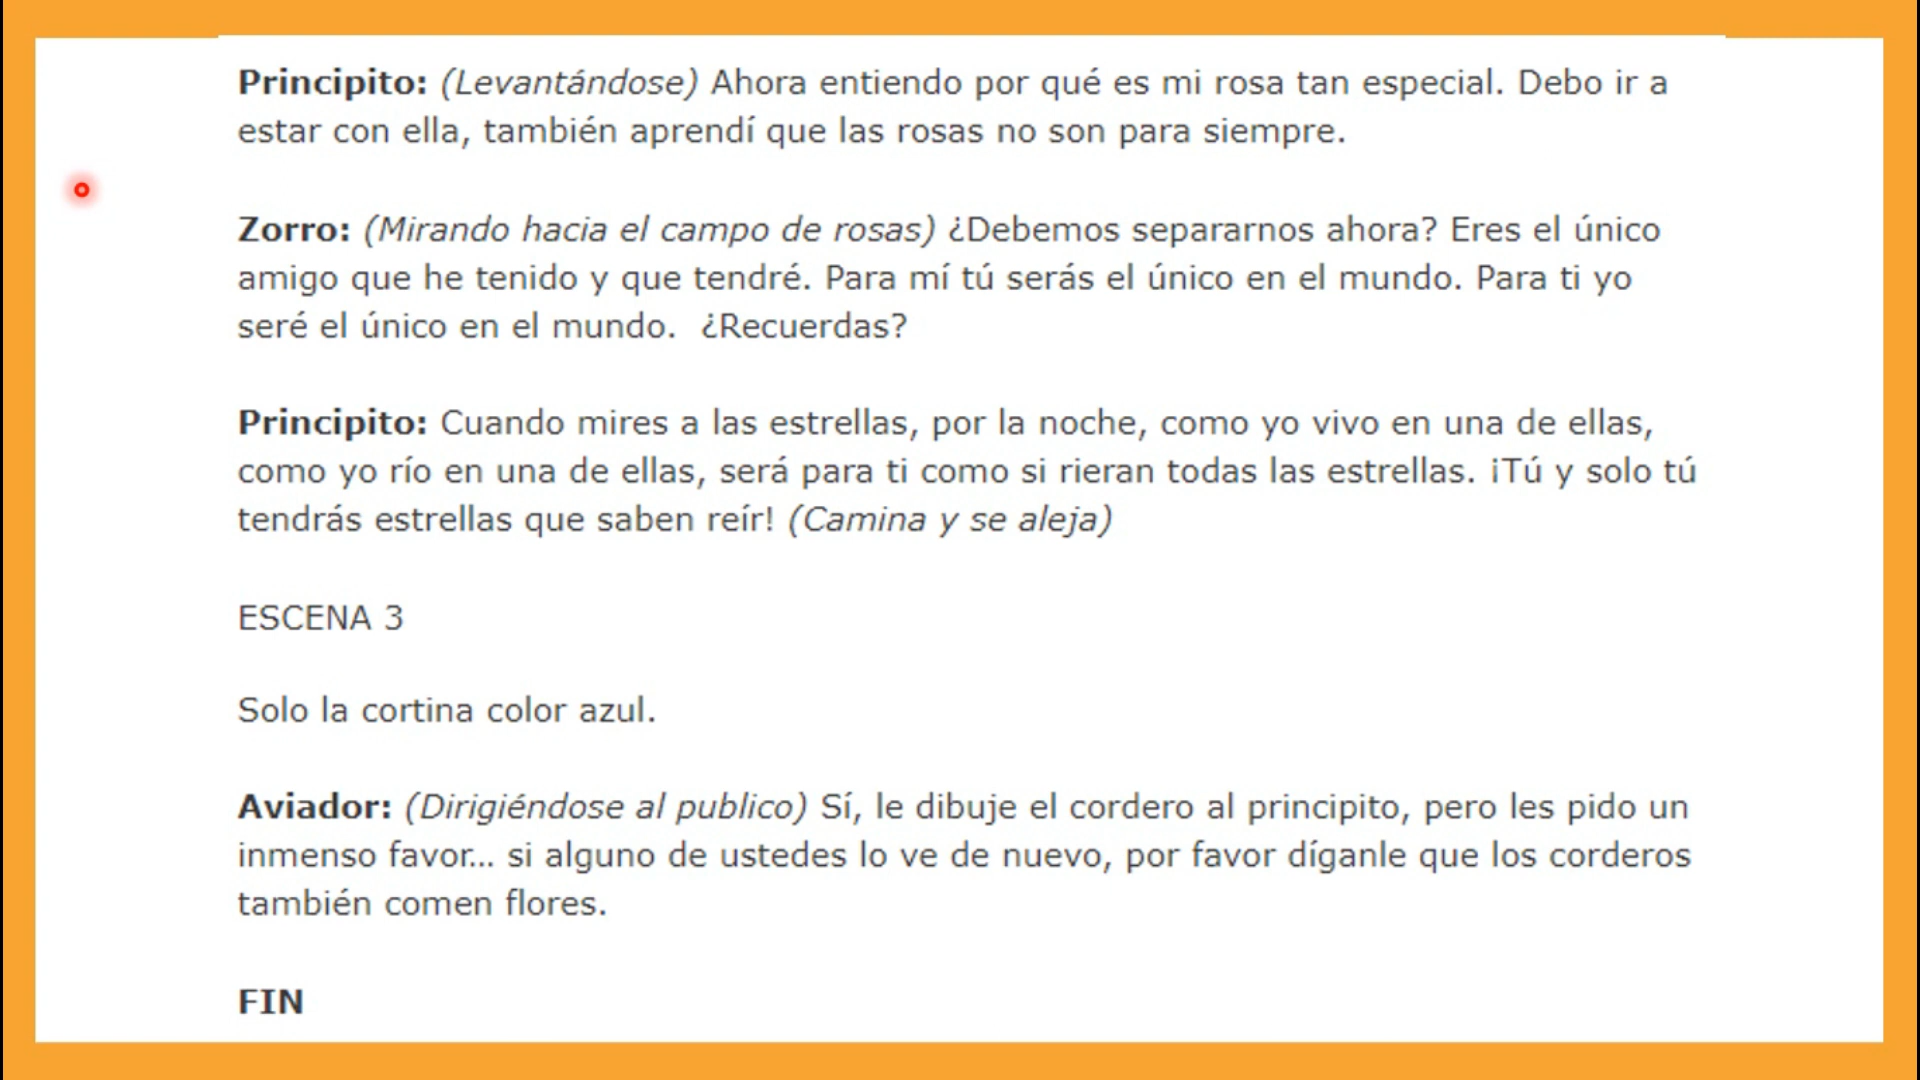 Principito: (Levantándose) Ahora entiendo por qué es mi rosa tan especial. Debo ir a
estar con ella, también aprendí que las rosas no son para siempre.
Zorro: (Mirando hacia el campo de rosas) ¿Debemos separarnos ahora? Eres el único
amigo que he tenido y que tendré. Para mí tú serás el único en el mundo. Para ti yo
seré el único en el mundo.  ¿Recuerdas?
Principito: Cuando mires a las estrellas, por la noche, como yo vivo en una de ellas,
como yo río en una de ellas, será para ti como si rieran todas las estrellas. ¡Tú y solo tú
tendrás estrellas que saben reír! (Camina y se aleja)
ESCENA 3
Solo la cortina color azul.
Aviador: (Dirigiéndose al publico) Sí, le dibuje el cordero al principito, pero les pido un
inmenso favor... si alguno de ustedes lo ve de nuevo, por favor díganle que los corderos
también comen flores.
FIN